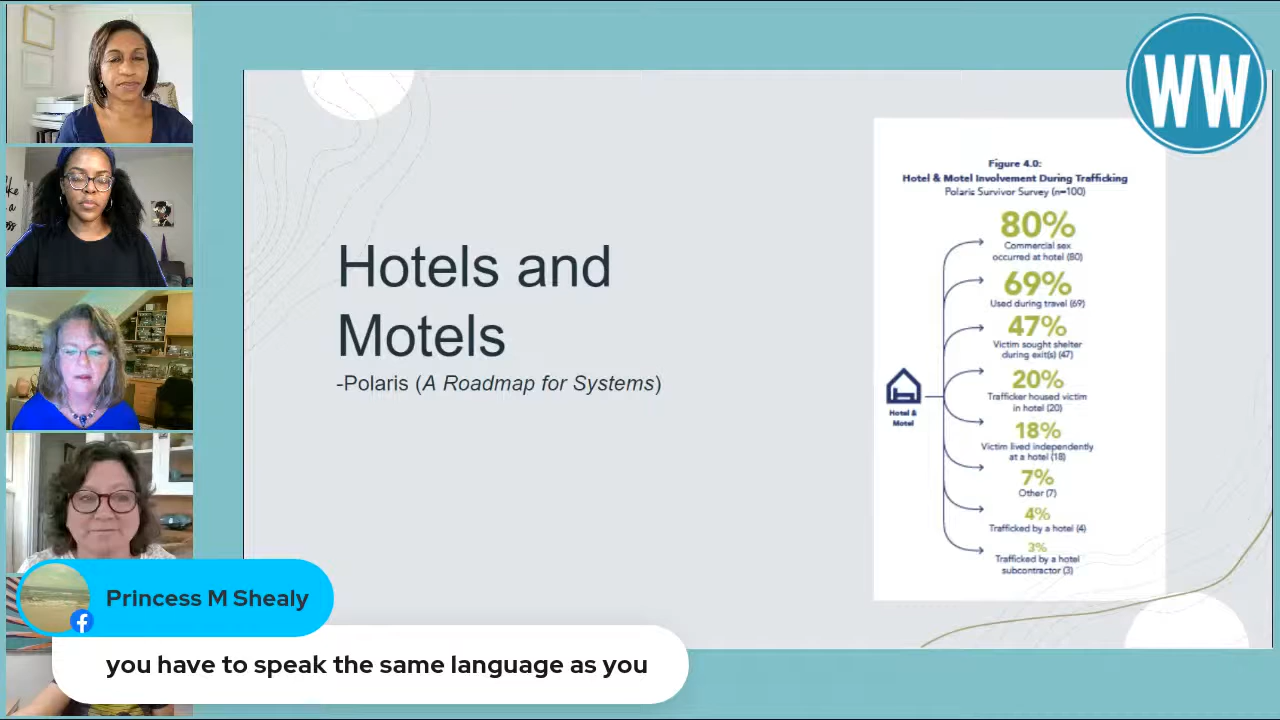 WW
Hotels and
Motels
-Polaris (A Roadmap for Systems)
Figure 4.0:
Hotel & Motel Involvement During Trafficking
Polaris Survivor Survey (n=100)
80%
Commercial sex
occurred at hotel (80)
69%
Used during travel (69)
47%
Victim sought shelter
during exit(s) (47)
20%
Trafficker housed victim
in hotel (20)
18%
Victim lived independently
at a hotel (18)
7%
Other (7)
4%
Trafficked by a hotel (4)
3%
Trafficked by a hotel
subcontractor (3)
Hotel &
Motel
Princess M Shealy
you have to speak the same language as you